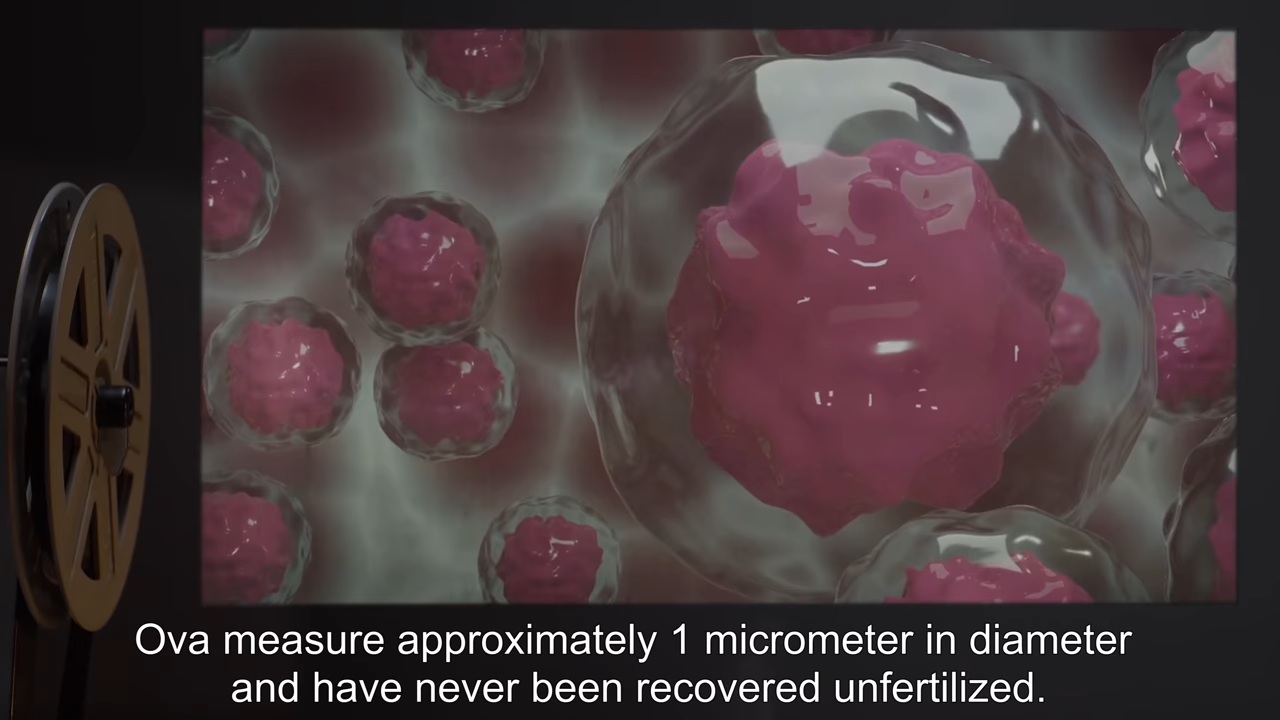 Ova measure approximately 1 micrometer in diameter
and have never been recovered unfertilized.